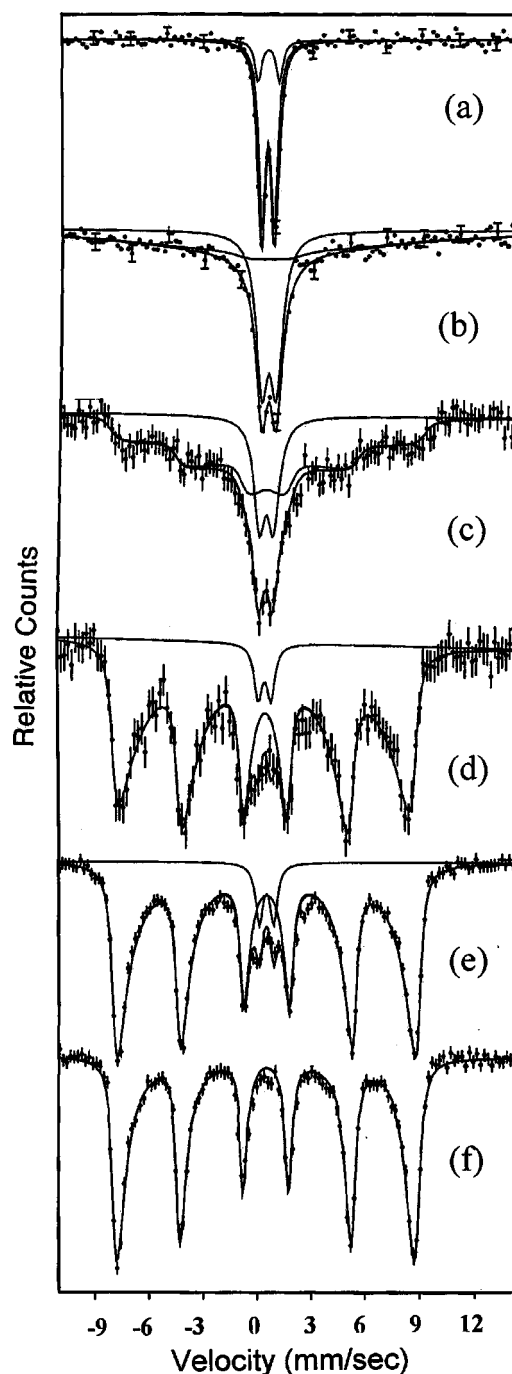 (a)
(b)
(c)
(d)
(e)
(f)
Relative Counts
-9 -6 -3 0 3 6 9 12
Velocity (mm/sec)